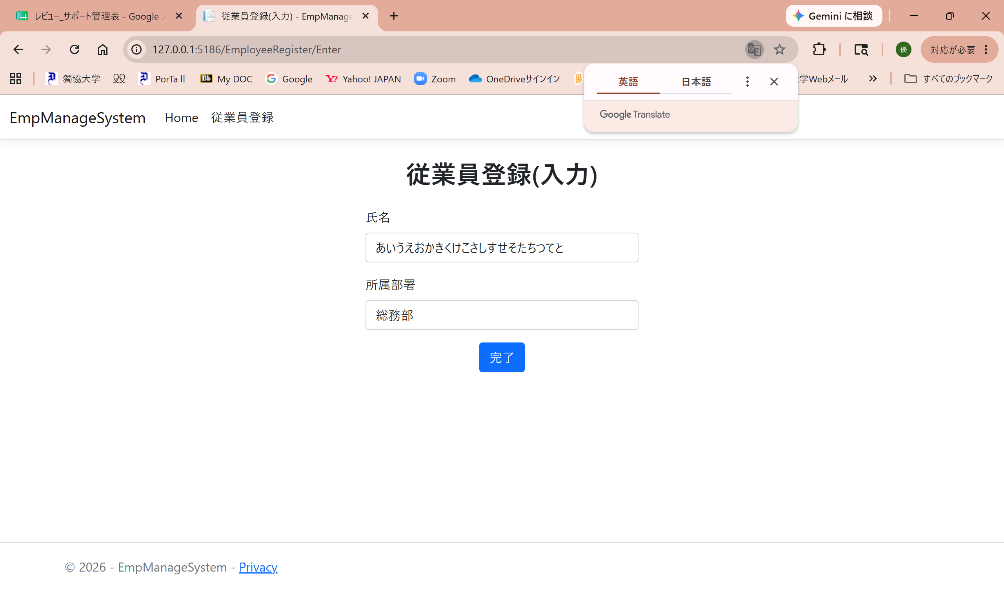 レビュー_サポート管理表 - Google
従業員登録(入力) - EmpManage
Gemini に相談
127.0.0.1:5186/EmployeeRegister/Enter
優
対応が必要
獨協大学
PorTa II
My DOC
Google
Yahoo! JAPAN
Zoom
OneDriveサインイン
学Webメール
すべてのブックマーク
英語
日本語
Google Translate
EmpManageSystem
Home
従業員登録
従業員登録(入力)
氏名
あいうえおかきくけこさしすせそたちつてと
所属部署
総務部
完了
© 2026 - EmpManageSystem - Privacy